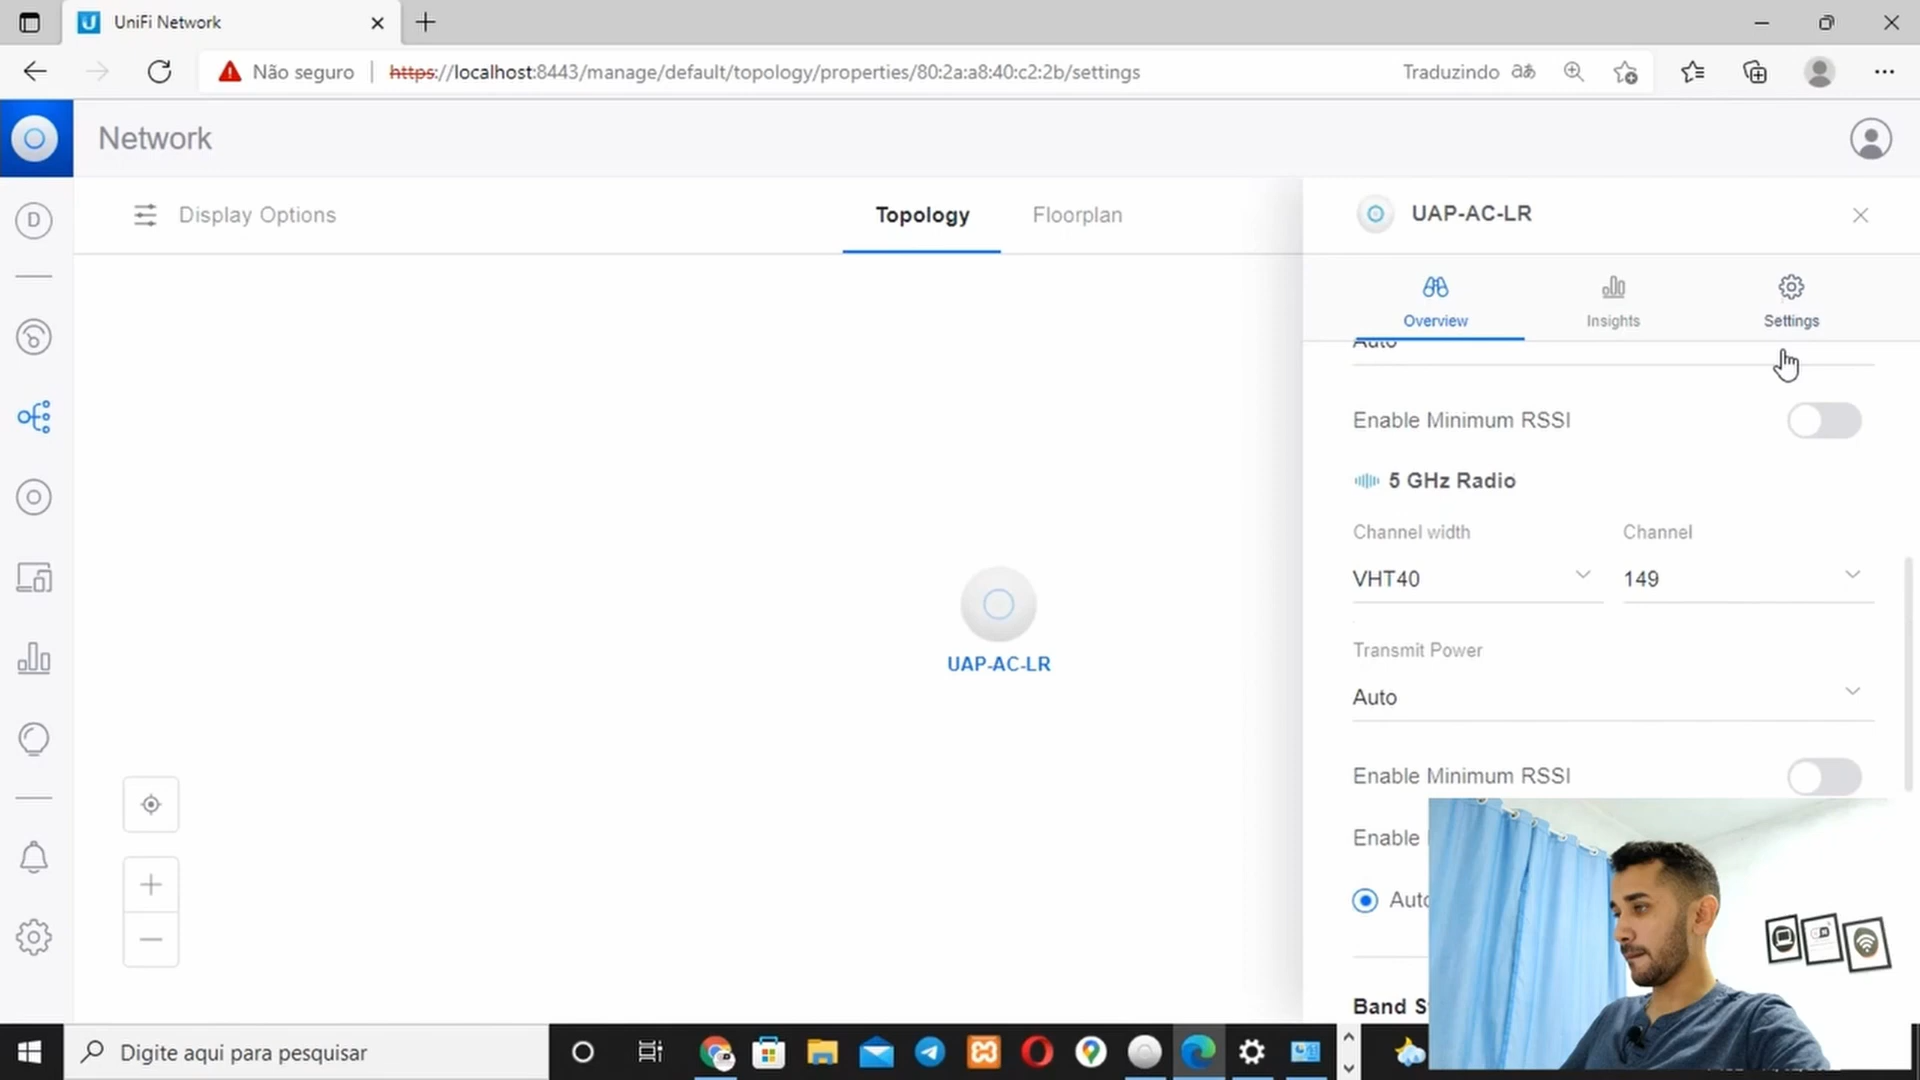 UniFi Network
Não seguro
https://localhost:8443/manage/default/topology/properties/80:2a:a8:40:c2:2b/settings
Traduzindo
Network
D
Display Options
Topology
Floorplan
UAP-AC-LR
Overview
Insights
Settings
Auto
Enable Minimum RSSI
5 GHz Radio
Channel width
Channel
VHT40
149
Transmit Power
Auto
Enable Minimum RSSI
Enable
UAP-AC-LR
Digite aqui para pesquisar